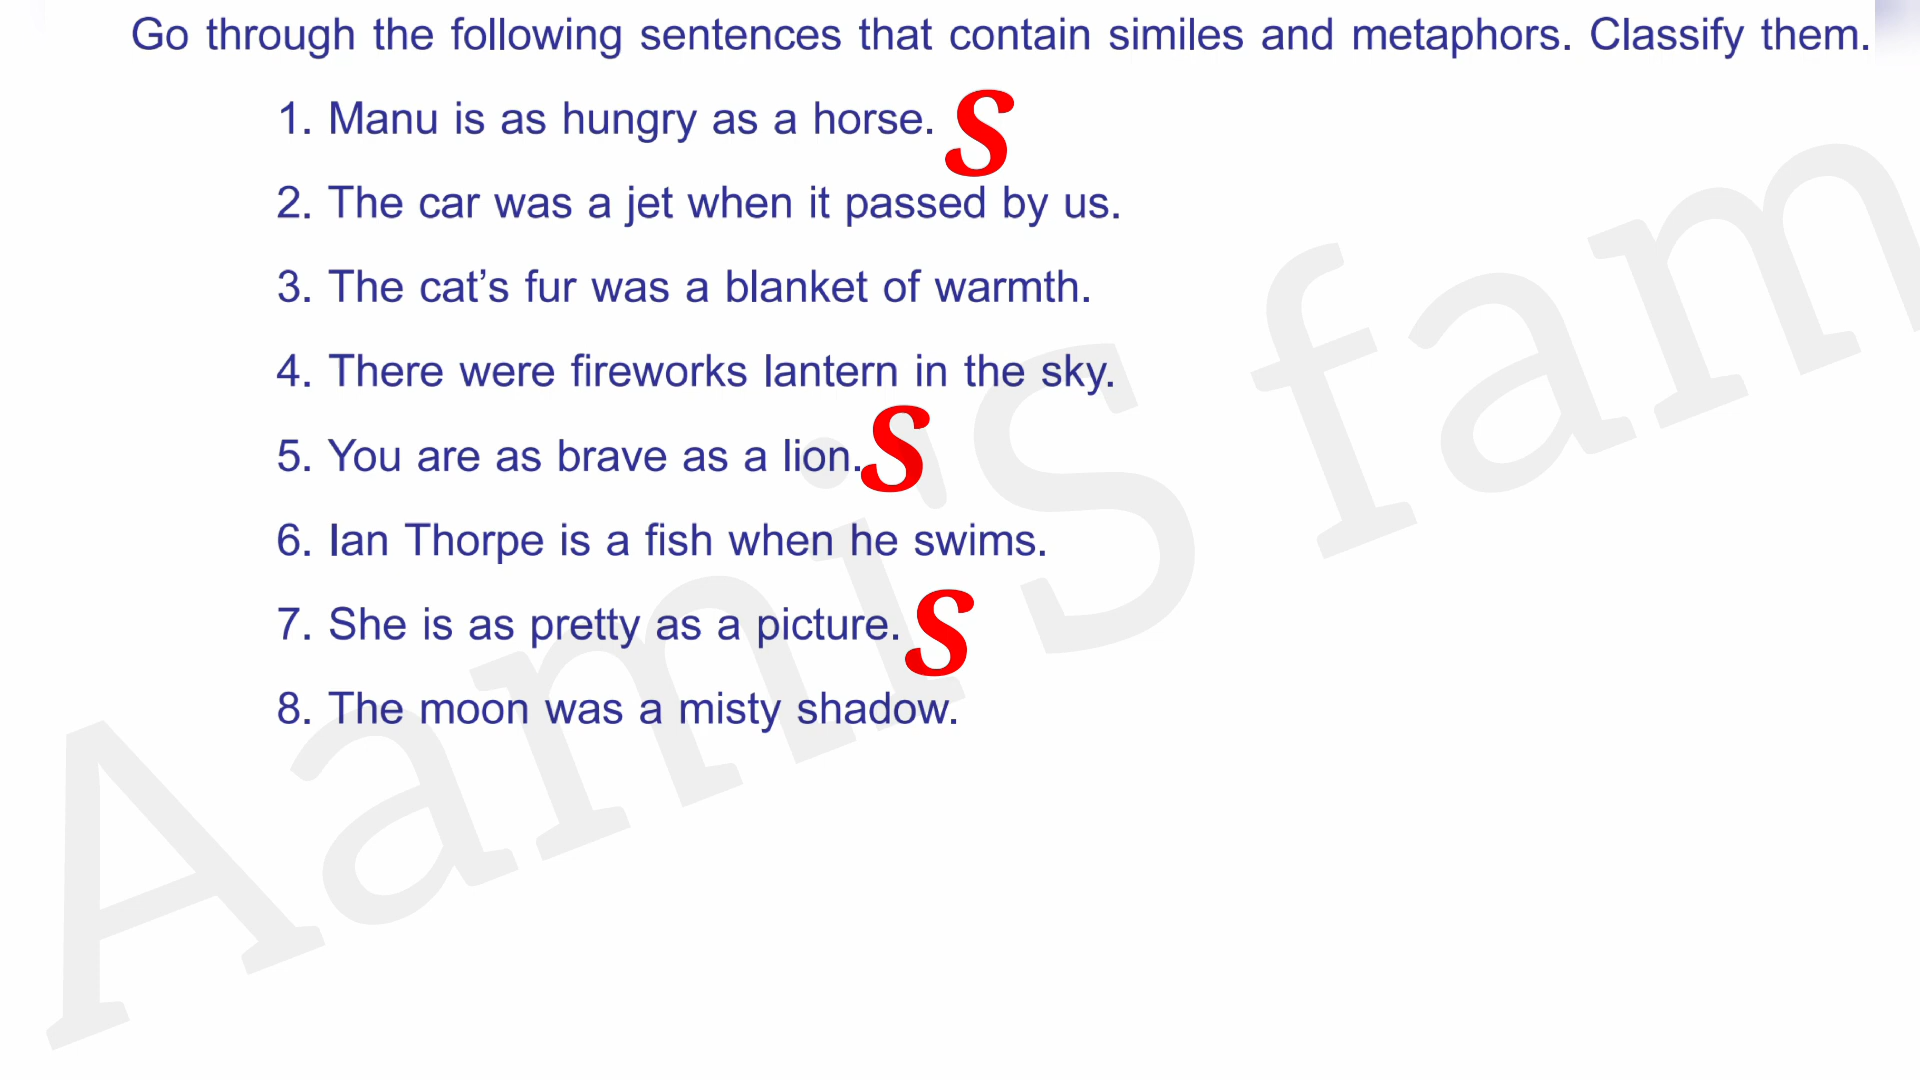 Go through the following sentences that contain similes and metaphors. Classify them.
1. Manu is as hungry as a horse. S
2. The car was a jet when it passed by us.
3. The cat’s fur was a blanket of warmth.
4. There were fireworks lantern in the sky.
5. You are as brave as a lion. S
6. Ian Thorpe is a fish when he swims.
7. She is as pretty as a picture. S
8. The moon was a misty shadow.
Aami'S fam